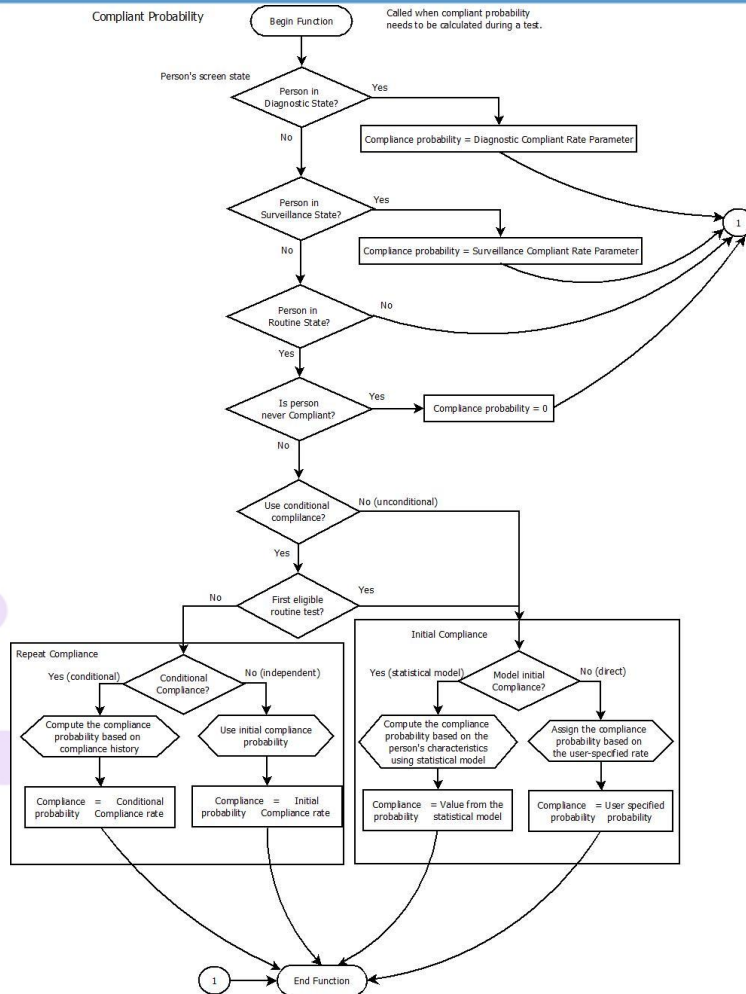 Compliant Probability
Begin Function
Called when compliant probability
needs to be calculated during a test.
Person's screen state
Person in
Diagnostic State?
Yes
No
Compliance probability = Diagnostic Compliant Rate Parameter
Person in
Surveillance State?
Yes
No
Compliance probability = Surveillance Compliant Rate Parameter
1
Person in
Routine State?
No
Yes
Is person
never Compliant?
Yes
No
Compliance probability = 0
Use conditional
complilance?
No (unconditional)
Yes
First eligible
routine test?
No
Yes
Repeat Compliance
Conditional
Compliance?
Yes (conditional)
No (independent)
Compute the compliance
probability based on
compliance history
Use initial compliance
probability
Compliance = Conditional
probability Compliance rate
Compliance = Initial
probability Compliance rate
Initial Compliance
Model initial
Compliance?
Yes (statistical model)
No (direct)
Compute the compliance
probability based on the
person's characteristics
using statistical model
Assign the compliance
probability based on
the user-specified rate
Compliance = Value from the
probability statistical model
Compliance = User specified
probability probability
1
End Function